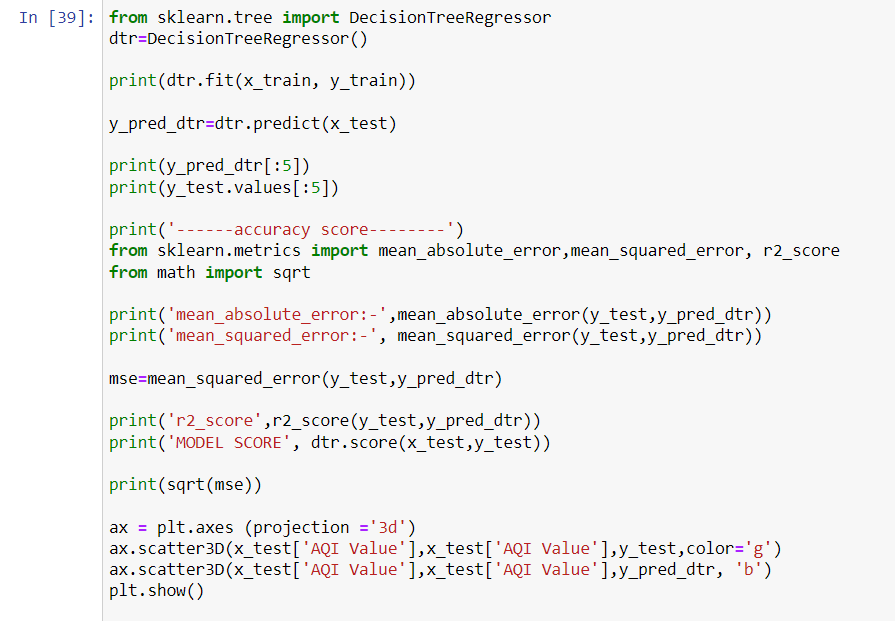 In [39]: from sklearn.tree import DecisionTreeRegressor
dtr=DecisionTreeRegressor()
print(dtr.fit(x_train, y_train))
y_pred_dtr=dtr.predict(x_test)
print(y_pred_dtr[:5])
print(y_test.values[:5])
print('------accuracy score--------')
from sklearn.metrics import mean_absolute_error,mean_squared_error, r2_score
from math import sqrt
print('mean_absolute_error:-',mean_absolute_error(y_test,y_pred_dtr))
print('mean_squared_error:-', mean_squared_error(y_test,y_pred_dtr))
mse=mean_squared_error(y_test,y_pred_dtr)
print('r2_score',r2_score(y_test,y_pred_dtr))
print('MODEL SCORE', dtr.score(x_test,y_test))
print(sqrt(mse))
ax = plt.axes (projection ='3d')
ax.scatter3D(x_test['AQI Value'],x_test['AQI Value'],y_test,color='g')
ax.scatter3D(x_test['AQI Value'],x_test['AQI Value'],y_pred_dtr, 'b')
plt.show()